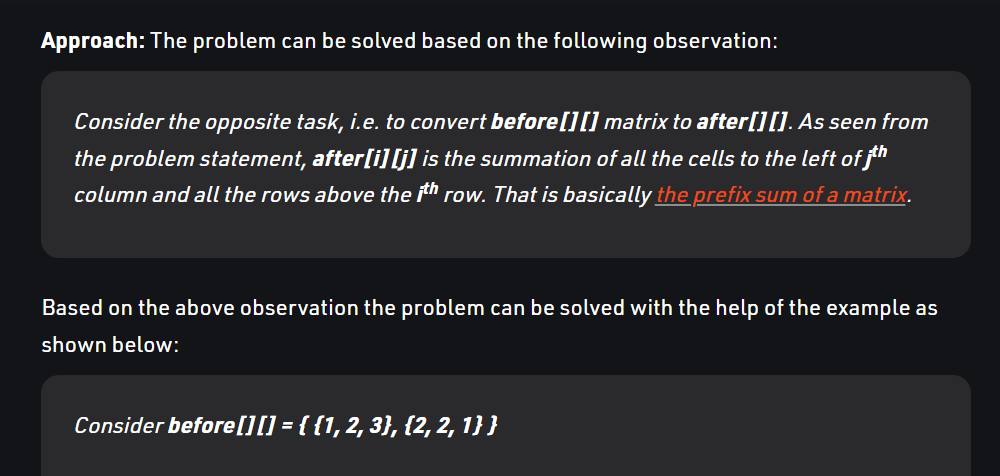 Approach: The problem can be solved based on the following observation:
Consider the opposite task, i.e. to convert before[][] matrix to after[][]. As seen from
the problem statement, after[i][j] is the summation of all the cells to the left of jth
column and all the rows above the ith row. That is basically the prefix sum of a matrix.
Based on the above observation the problem can be solved with the help of the example as
shown below:
Consider before[][] = { {1, 2, 3}, {2, 2, 1} }